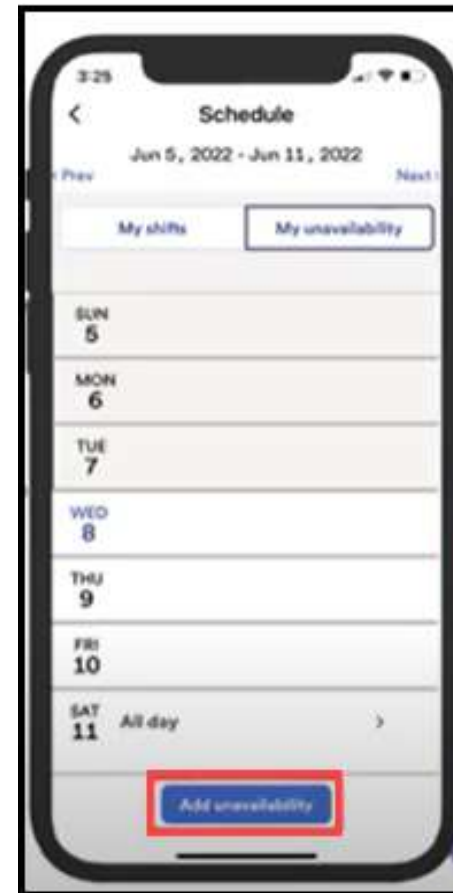 3:25
Schedule
Jun 5, 2022 - Jun 11, 2022
‹ Prev Next ›
My shifts My unavailability
SUN
5
MON
6
TUE
7
WED
8
THU
9
FRI
10
SAT
11 All day
Add unavailability